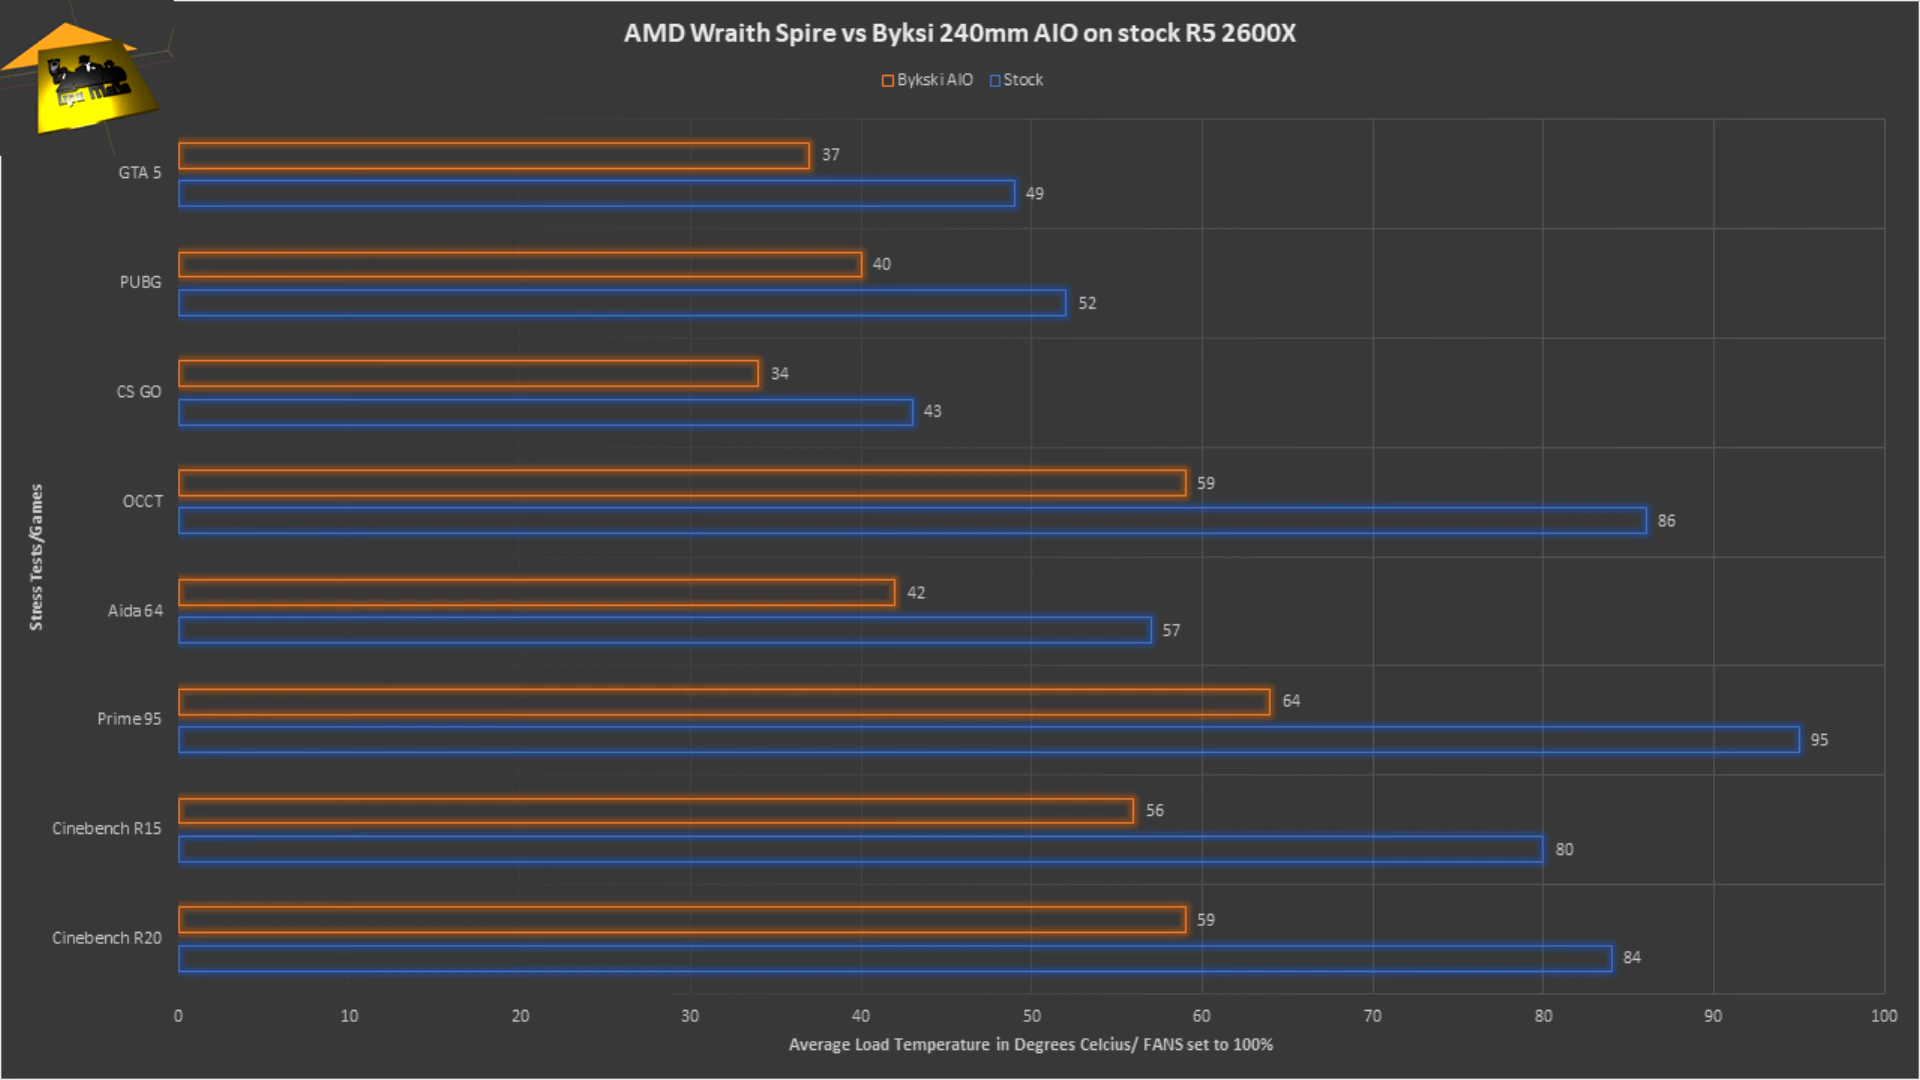 AMD Wraith Spire vs Byksi 240mm AIO on stock R5 2600X
Bykski AIO Stock
GTA 5
37
49
PUBG
40
52
CS GO
34
43
OCCT
59
86
Aida 64
42
57
Prime 95
64
95
Cinebench R15
56
80
Cinebench R20
59
84
Stress Tests/Games
0 10 20 30 40 50 60 70 80 90 100
Average Load Temperature in Degrees Celcius/ FANS set to 100%